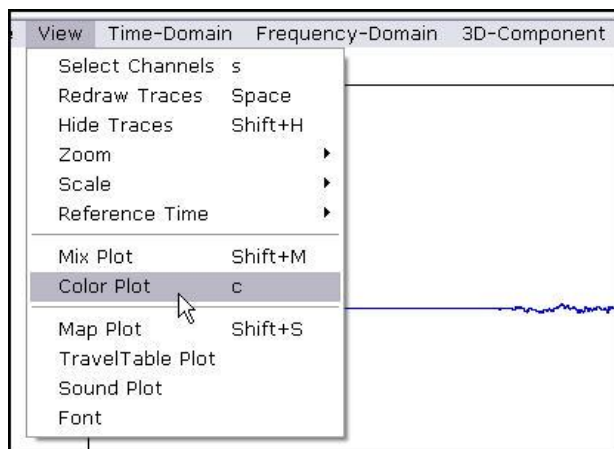 View Time-Domain Frequency-Domain 3D-Component
Select Channels s
Redraw Traces Space
Hide Traces Shift+H
Zoom
Scale
Reference Time
Mix Plot Shift+M
Color Plot c
Map Plot Shift+S
TravelTable Plot
Sound Plot
Font